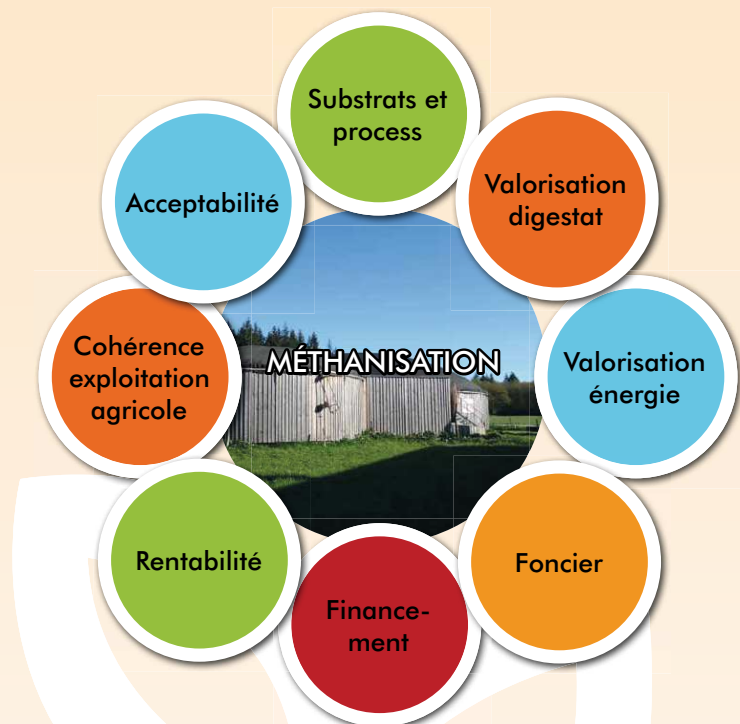 Substrats et
process
Valorisation
digestat
Valorisation
énergie
Foncier
Finance-
ment
Rentabilité
Cohérence
exploitation
agricole
Acceptabilité
MÉTHANISATION